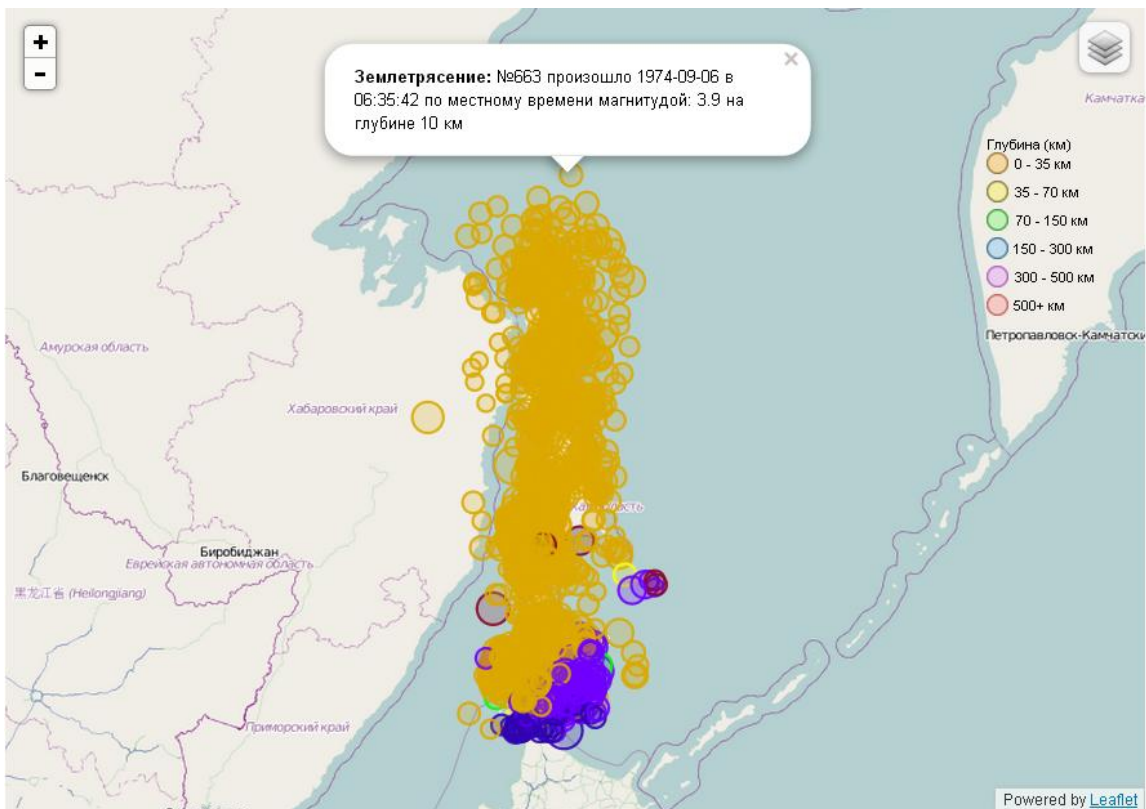 +
-
Землетрясение: №663 произошло 1974-09-06 в
06:35:42 по местному времени магнитудой: 3.9 на
глубине 10 км
×
Камчатка
Глубина (км)
0 - 35 км
35 - 70 км
70 - 150 км
150 - 300 км
300 - 500 км
500+ км
Петропавловск-Камчатски
Амурская область
Хабаровский край
Благовещенск
Биробиджан
Еврейская автономная область
黑龙江省 (Heilongjiang)
Приморский край
Powered by Leaflet